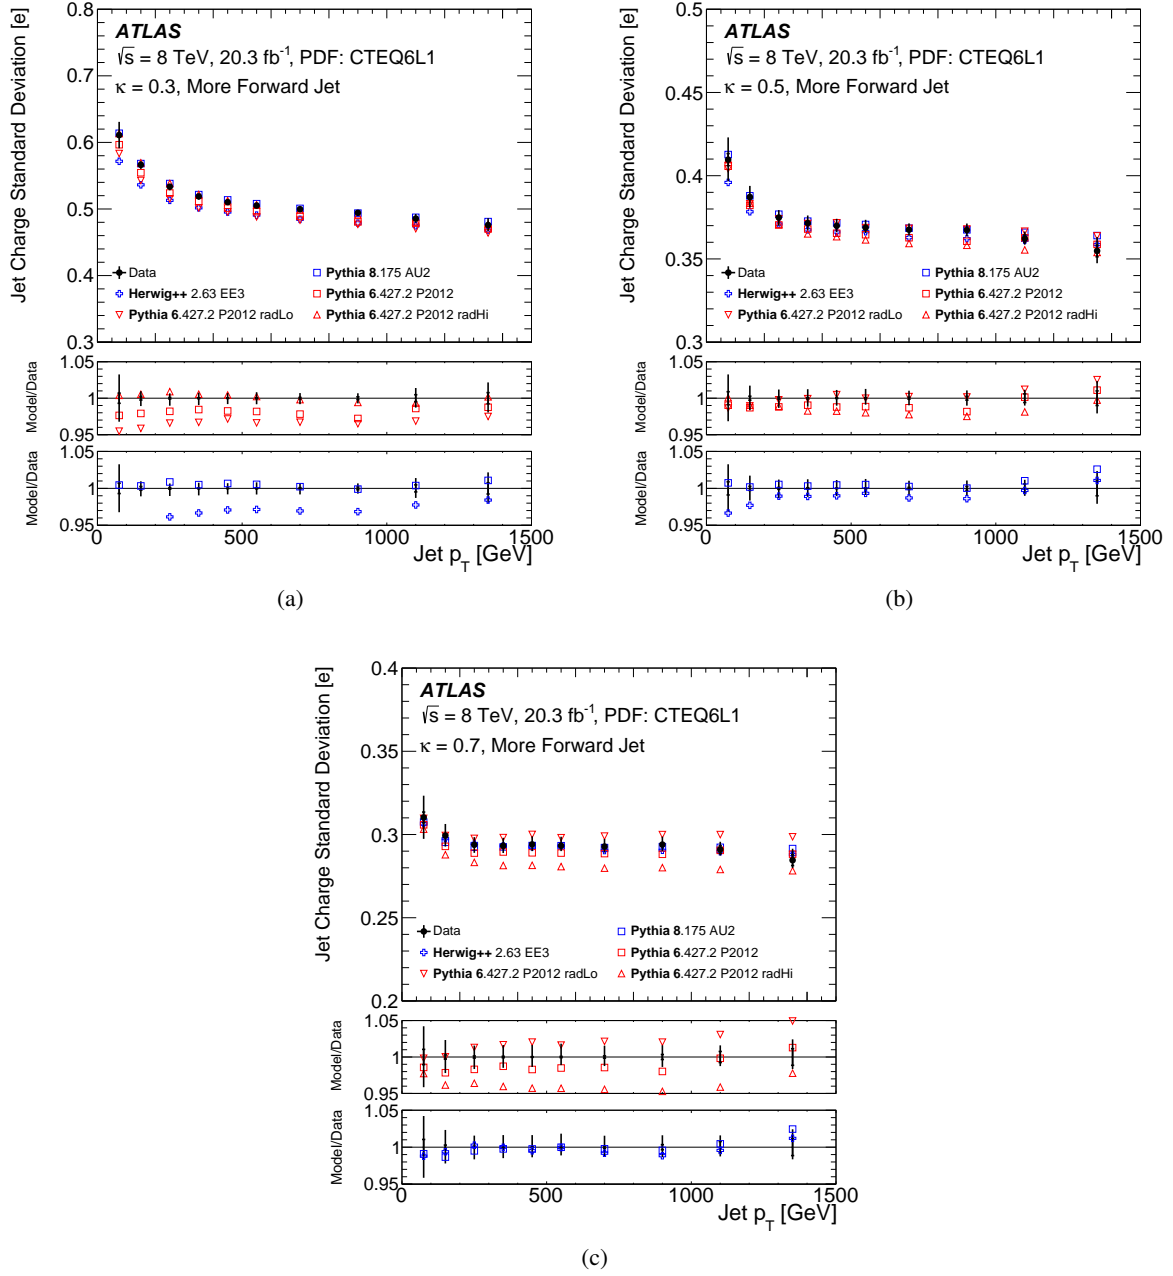 Jet Charge Standard Deviation [e]
0.8
0.7
0.6
0.5
0.4
0.3
ATLAS
√s = 8 TeV, 20.3 fb⁻¹, PDF: CTEQ6L1
κ = 0.3, More Forward Jet
Data
Pythia 8.175 AU2
Herwig++ 2.63 EE3
Pythia 6.427.2 P2012
Pythia 6.427.2 P2012 radLo
Pythia 6.427.2 P2012 radHi
Model/Data
1.05
1
0.95
Model/Data
1.05
1
0.95
0 500 1000 1500
Jet p_T [GeV]
(a)
Jet Charge Standard Deviation [e]
0.5
0.45
0.4
0.35
0.3
ATLAS
√s = 8 TeV, 20.3 fb⁻¹, PDF: CTEQ6L1
κ = 0.5, More Forward Jet
Data
Pythia 8.175 AU2
Herwig++ 2.63 EE3
Pythia 6.427.2 P2012
Pythia 6.427.2 P2012 radLo
Pythia 6.427.2 P2012 radHi
Model/Data
1.05
1
0.95
Model/Data
1.05
1
0.95
0 500 1000 1500
Jet p_T [GeV]
(b)
Jet Charge Standard Deviation [e]
0.4
0.35
0.3
0.25
0.2
ATLAS
√s = 8 TeV, 20.3 fb⁻¹, PDF: CTEQ6L1
κ = 0.7, More Forward Jet
Data
Pythia 8.175 AU2
Herwig++ 2.63 EE3
Pythia 6.427.2 P2012
Pythia 6.427.2 P2012 radLo
Pythia 6.427.2 P2012 radHi
Model/Data
1.05
1
0.95
Model/Data
1.05
1
0.95
0 500 1000 1500
Jet p_T [GeV]
(c)